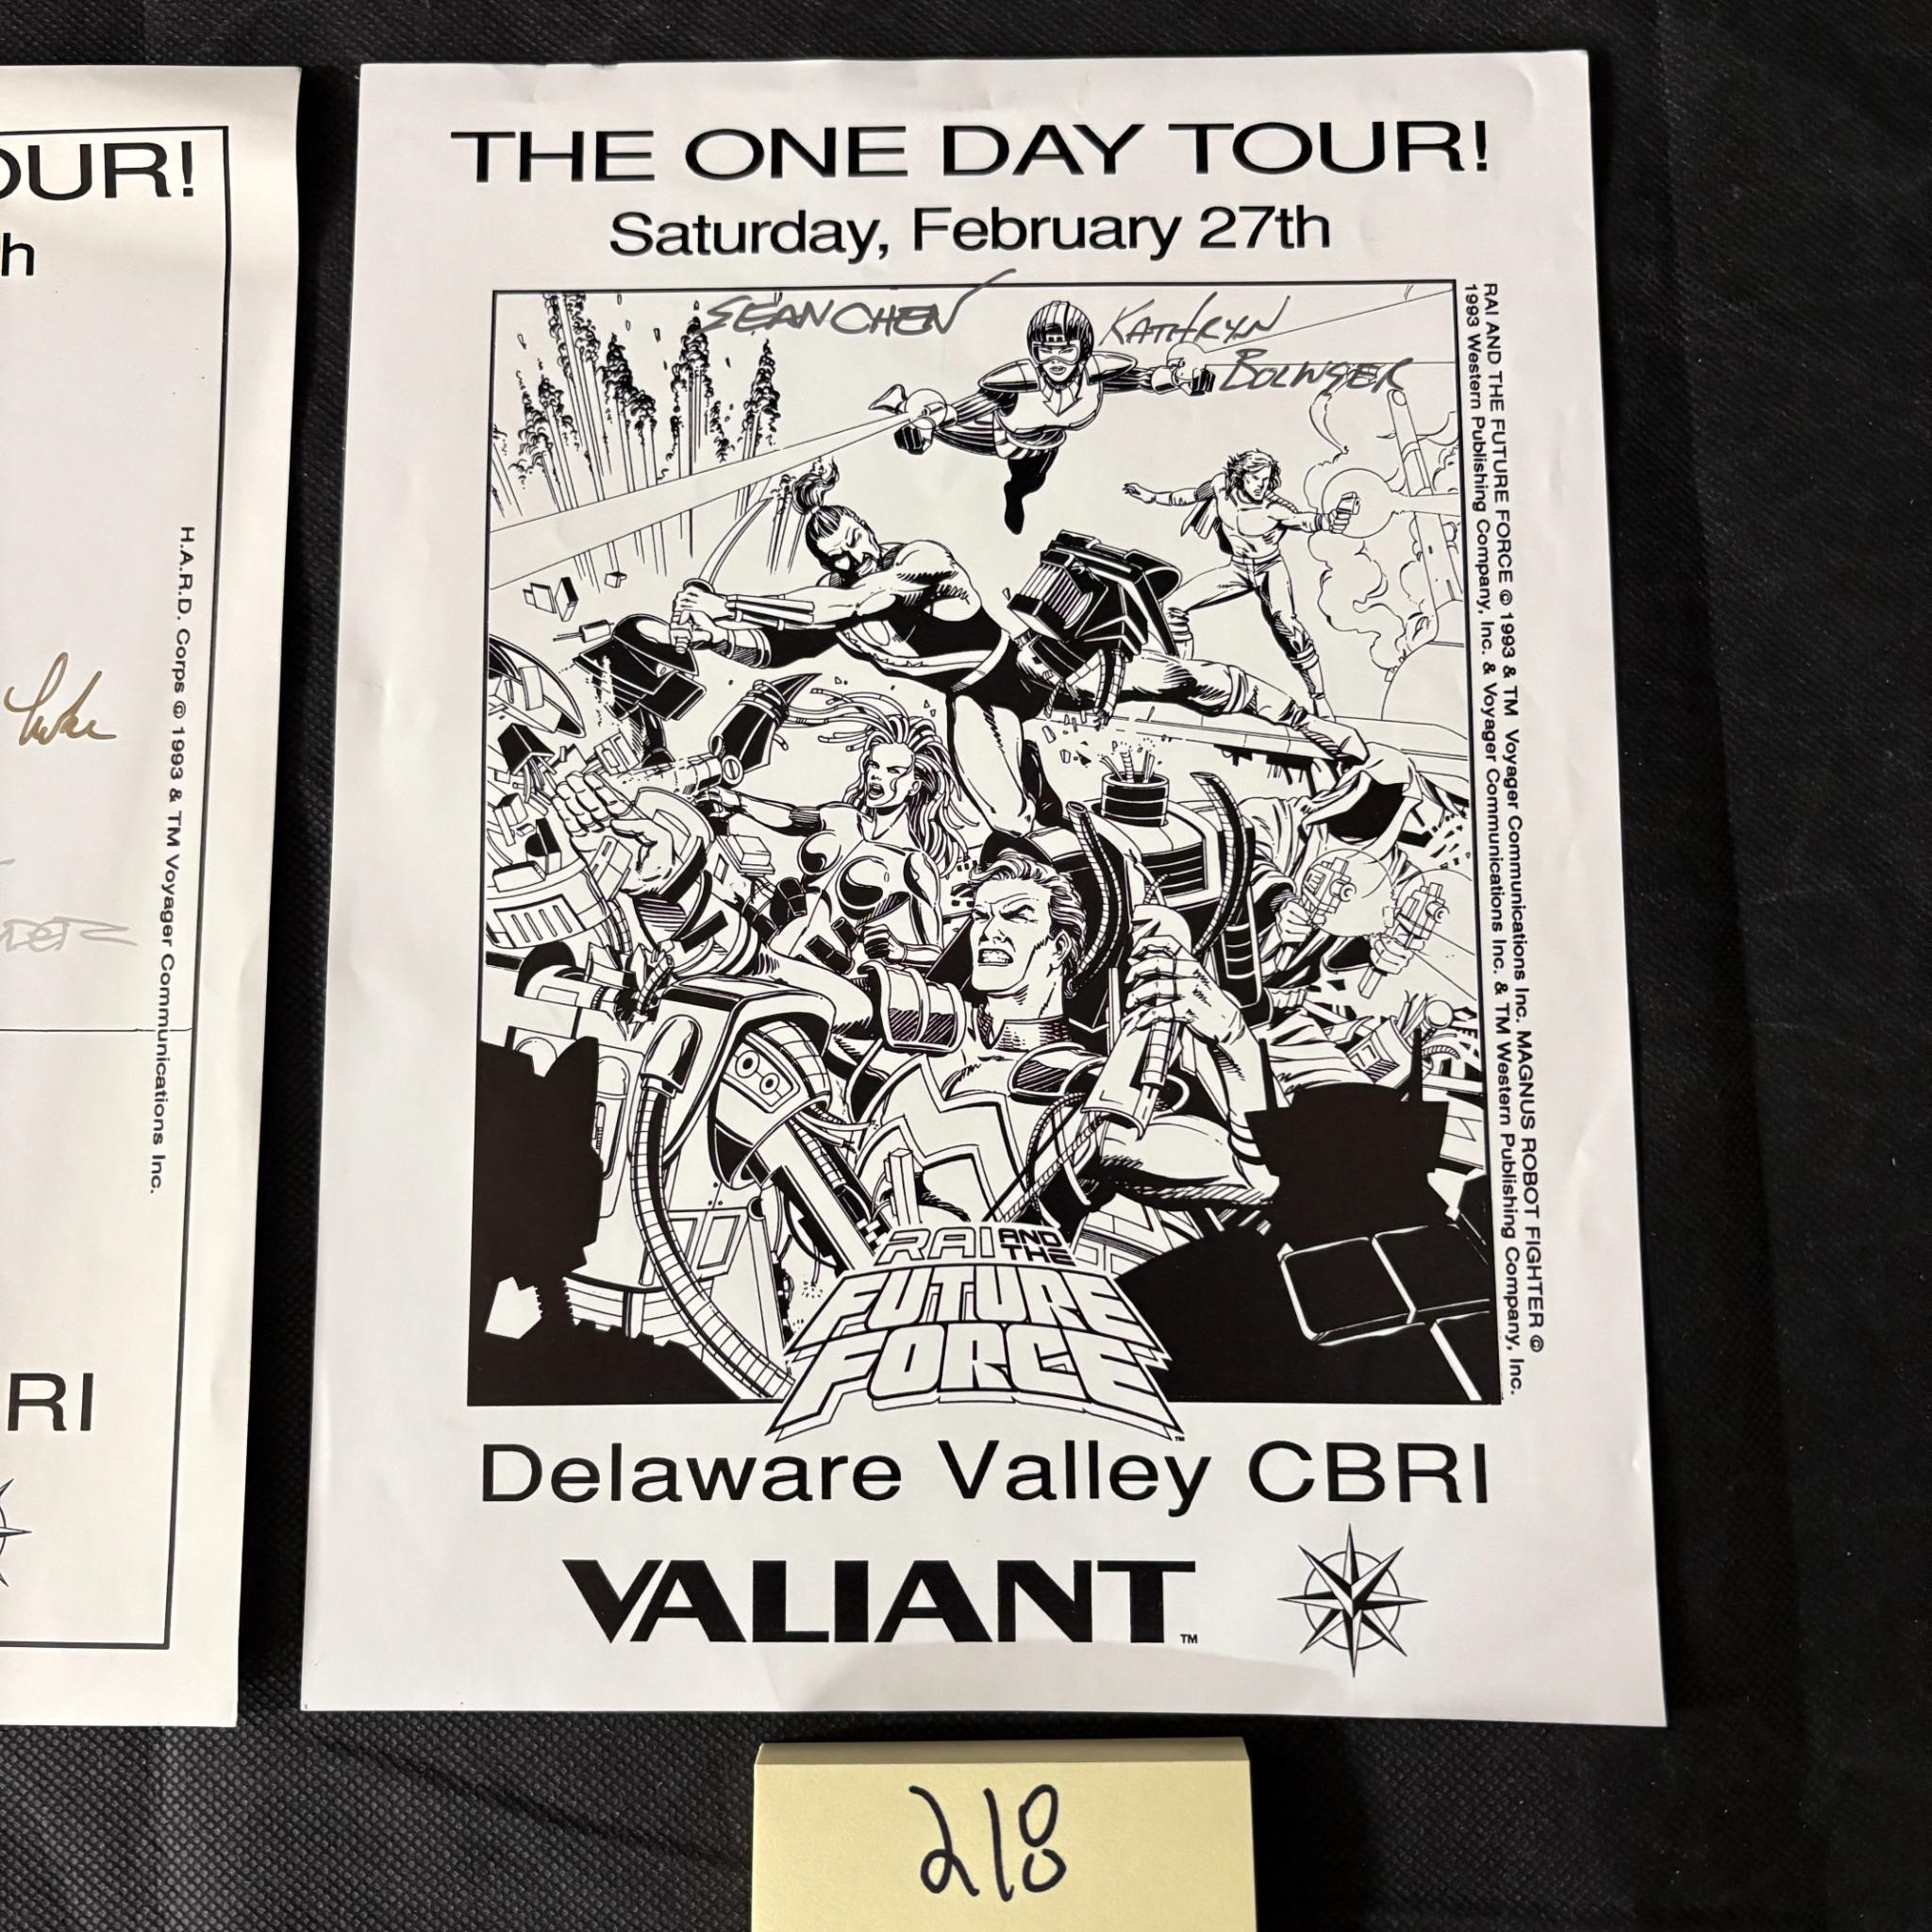 OUR!
h
H.A.R.D. Corps © 1993 & TM Voyager Communications Inc.
RI
THE ONE DAY TOUR!
Saturday, February 27th
SEAN CHEN
KATHRYN
BOLINGER
RAI AND THE FUTURE FORCE © 1993 & TM Voyager Communications Inc. MAGNUS ROBOT FIGHTER ©
1993 Western Publishing Company, Inc. & Voyager Communications Inc. & TM Western Publishing Company, Inc.
RAI AND THE
FUTURE
FORCE
TM
Delaware Valley CBRI
VALIANT TM
218